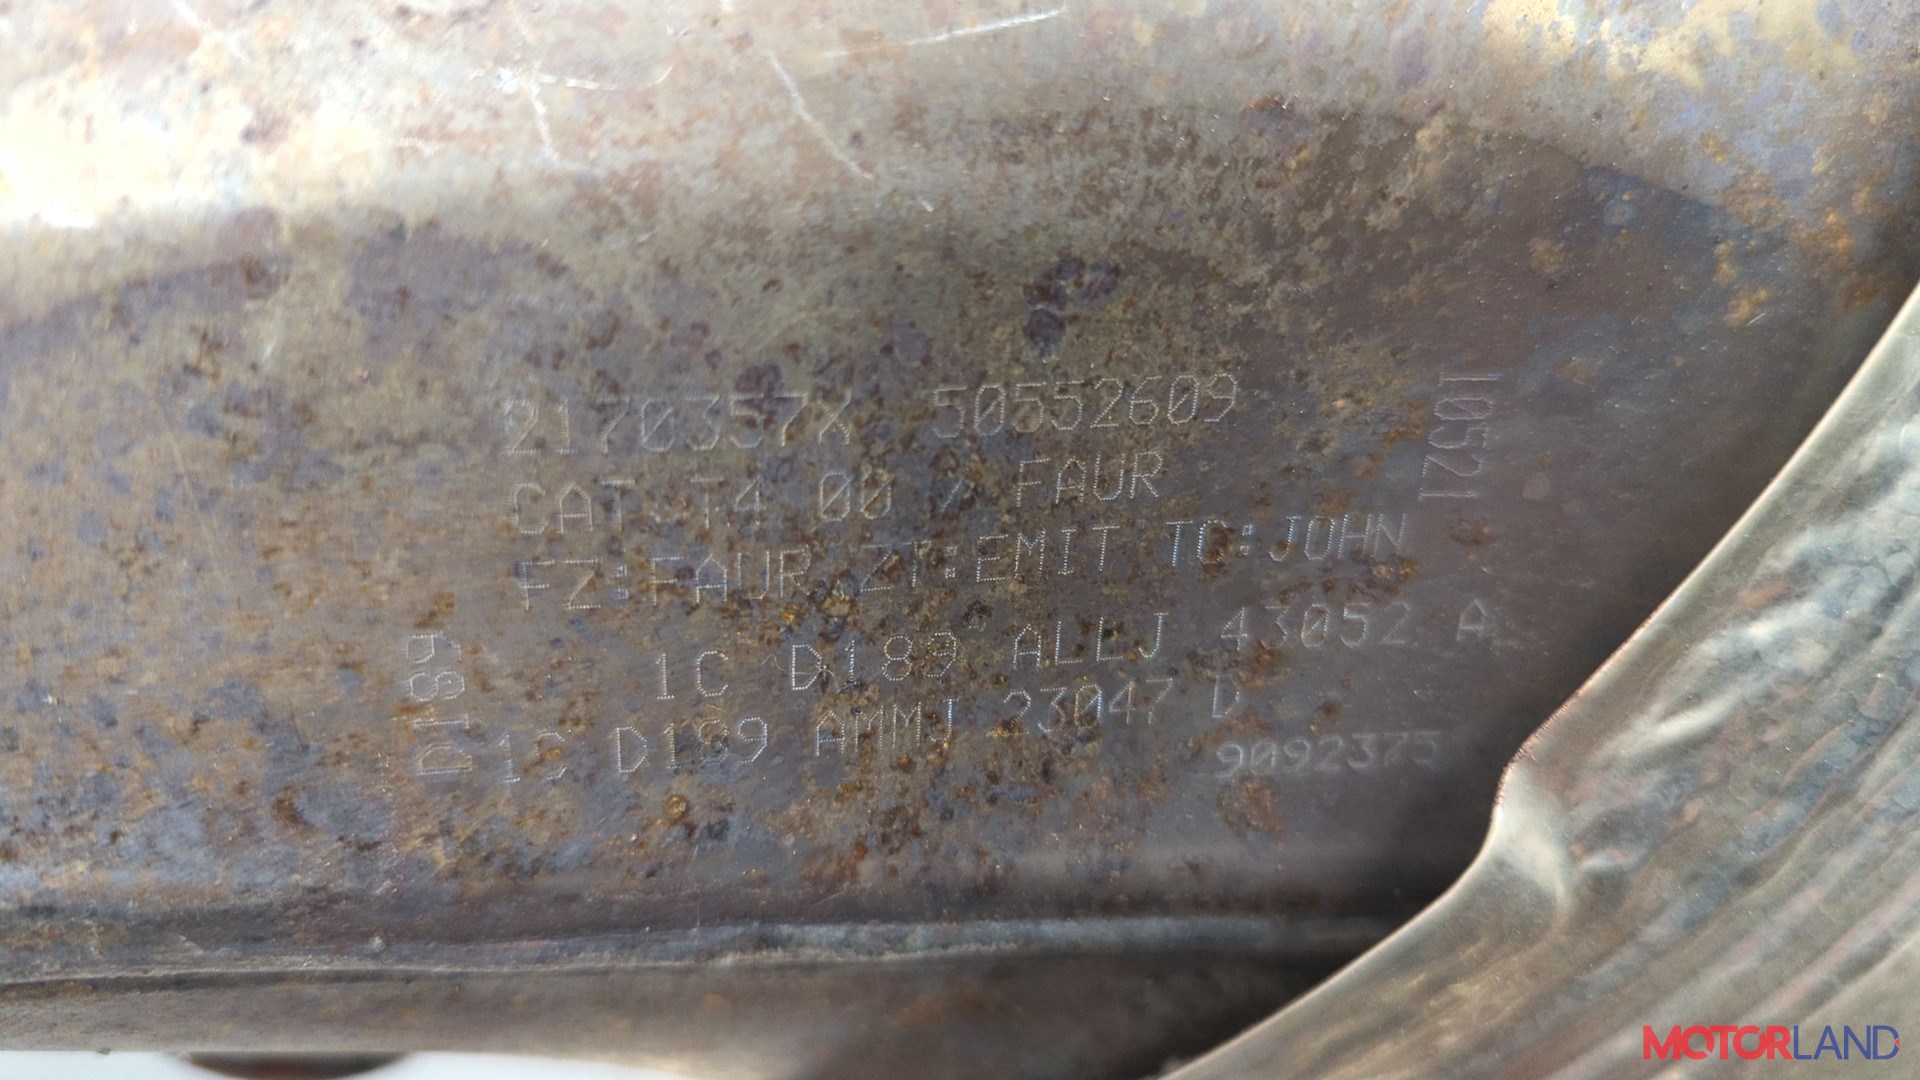 2170357X 50552609
CAT T4 00 / FAUR
FZ:FAUR ZT:EMIT TC:JOHN
1C D189 ALLJ 43052 A
1C D189 AMMJ 23047 D
9092375
D189
10521
MOTORLAND